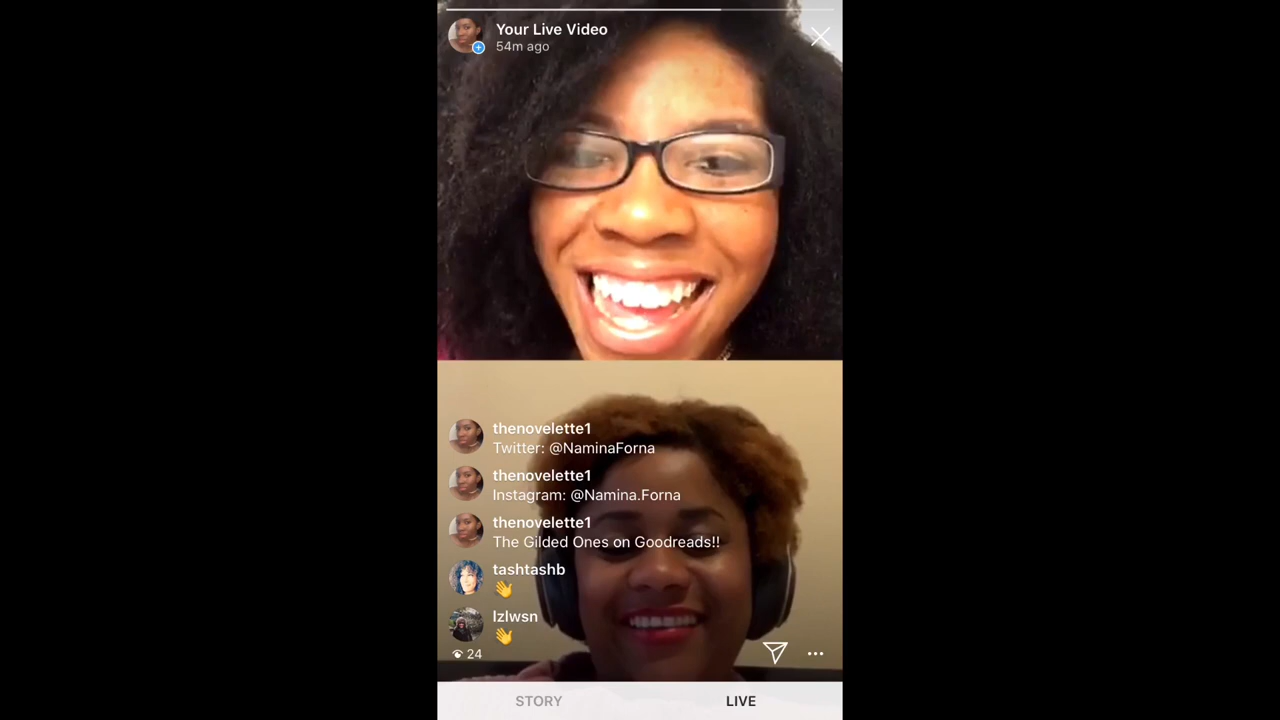 Your Live Video
54m ago
thenovelette1
Twitter: @NaminaForna
thenovelette1
Instagram: @Namina.Forna
thenovelette1
The Gilded Ones on Goodreads!!
tashtashb
👋
lzlwsn
👋
24
STORY LIVE